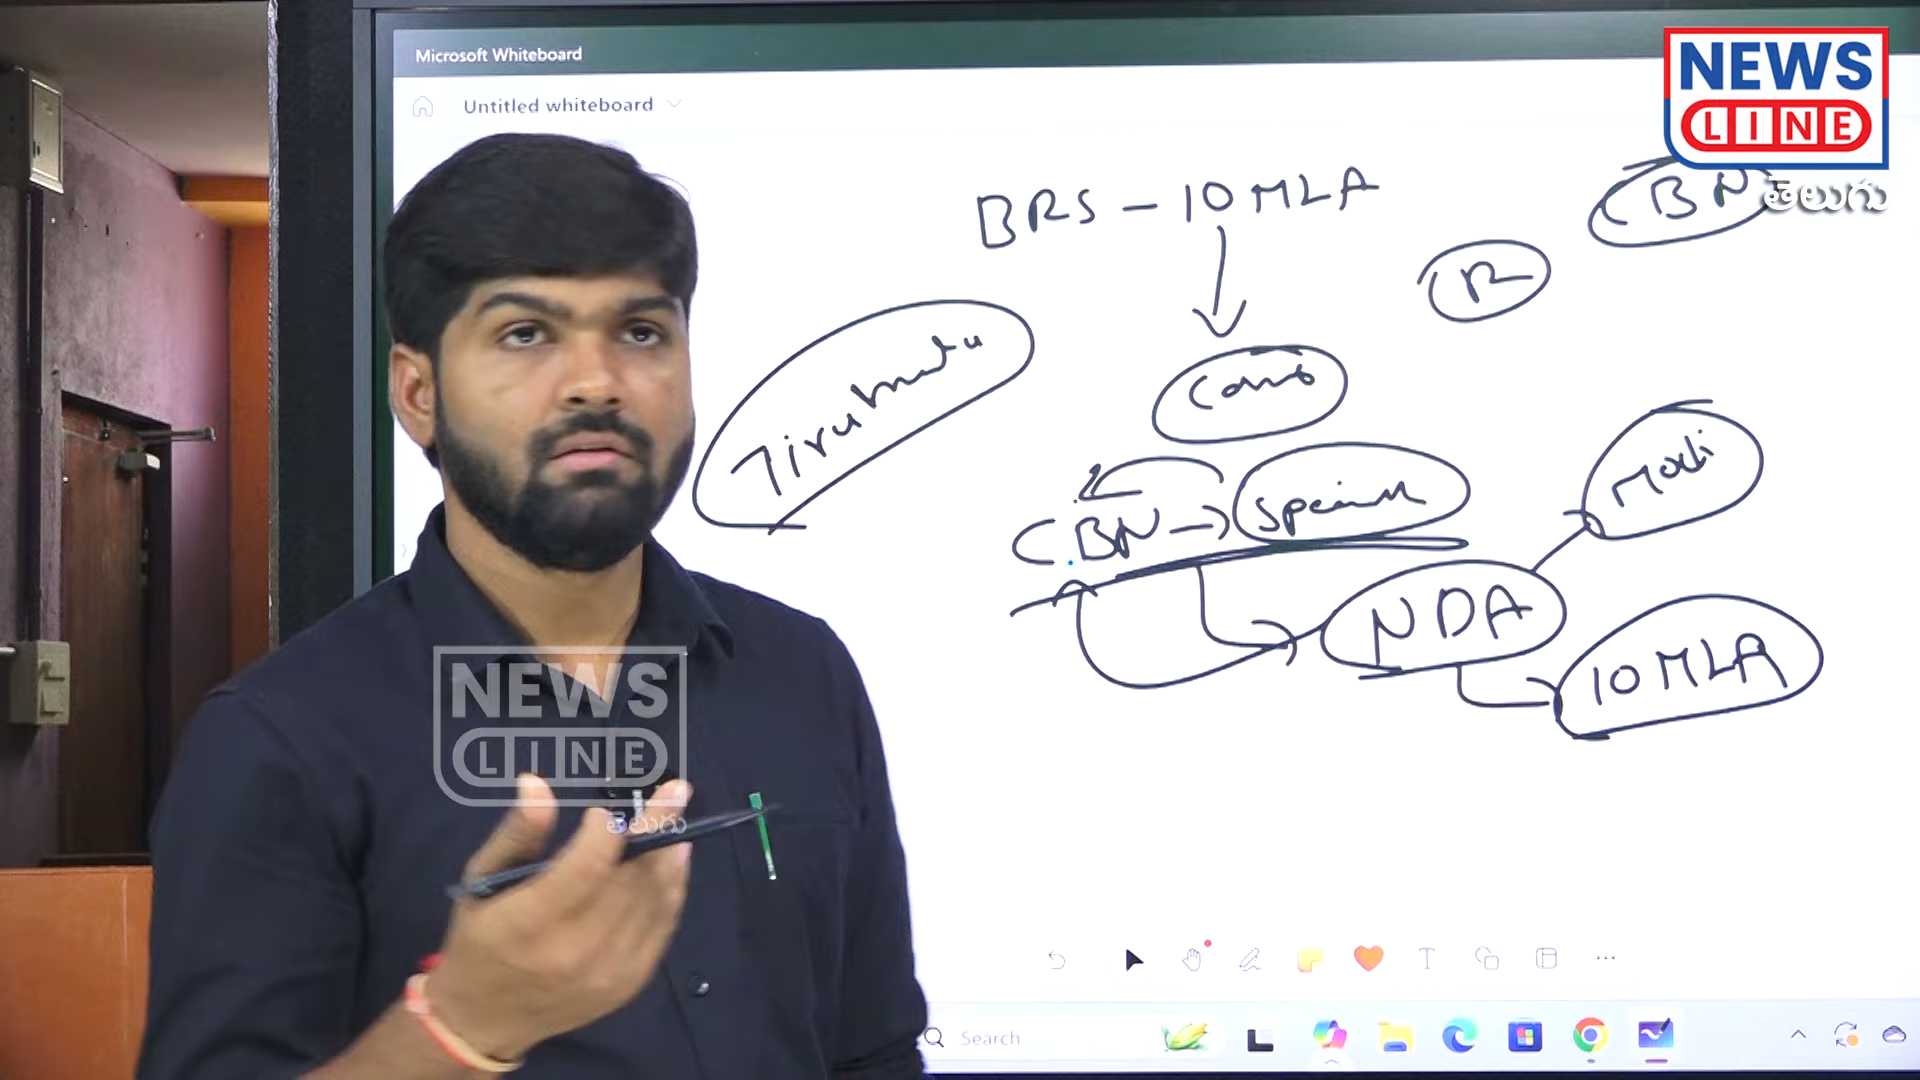 Microsoft Whiteboard
Untitled whiteboard
NEWS
LINE
తెలుగు
BRS - 10 MLA
CBN
R
Cong
Tirumala
CBN → Speaker
Modi
NDA
10 MLA
NEWS
LINE
తెలుగు
T
Search